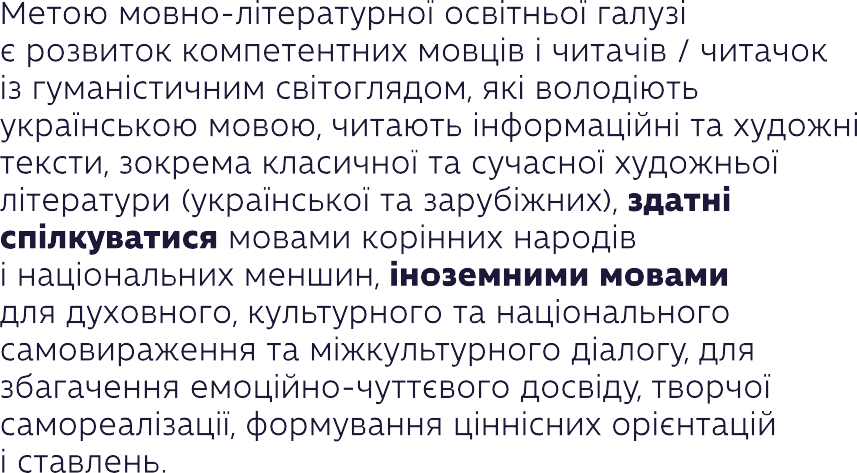 Метою мовно-літературної освітньої галузі
є розвиток компетентних мовців і читачів / читачок
із гуманістичним світоглядом, які володіють
українською мовою, читають інформаційні та художні
тексти, зокрема класичної та сучасної художньої
літератури (української та зарубіжних), здатні
спілкуватися мовами корінних народів
і національних меншин, іноземними мовами
для духовного, культурного та національного
самовираження та міжкультурного діалогу, для
збагачення емоційно-чуттєвого досвіду, творчої
самореалізації, формування ціннісних орієнтацій
і ставлень.